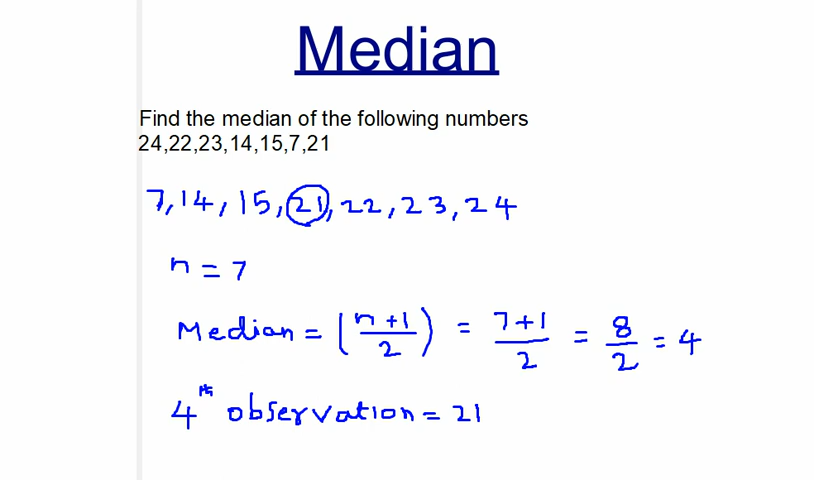 Median
Find the median of the following numbers
24,22,23,14,15,7,21
7,14, 15, 21, 22, 23, 24
n = 7
Median = (n+1/2) = 7+1/2 = 8/2 = 4
4th observation = 21